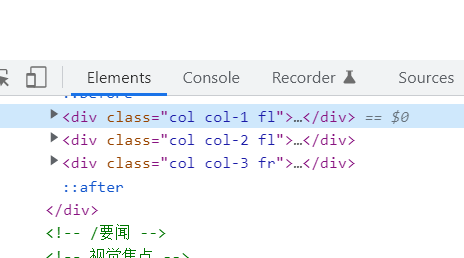 Elements Console Recorder Sources
::before
<div class="col col-1 fl">…</div> == $0
<div class="col col-2 fl">…</div>
<div class="col col-3 fr">…</div>
::after
</div>
<!-- /要闻 -->
<!-- 视觉焦点 -->